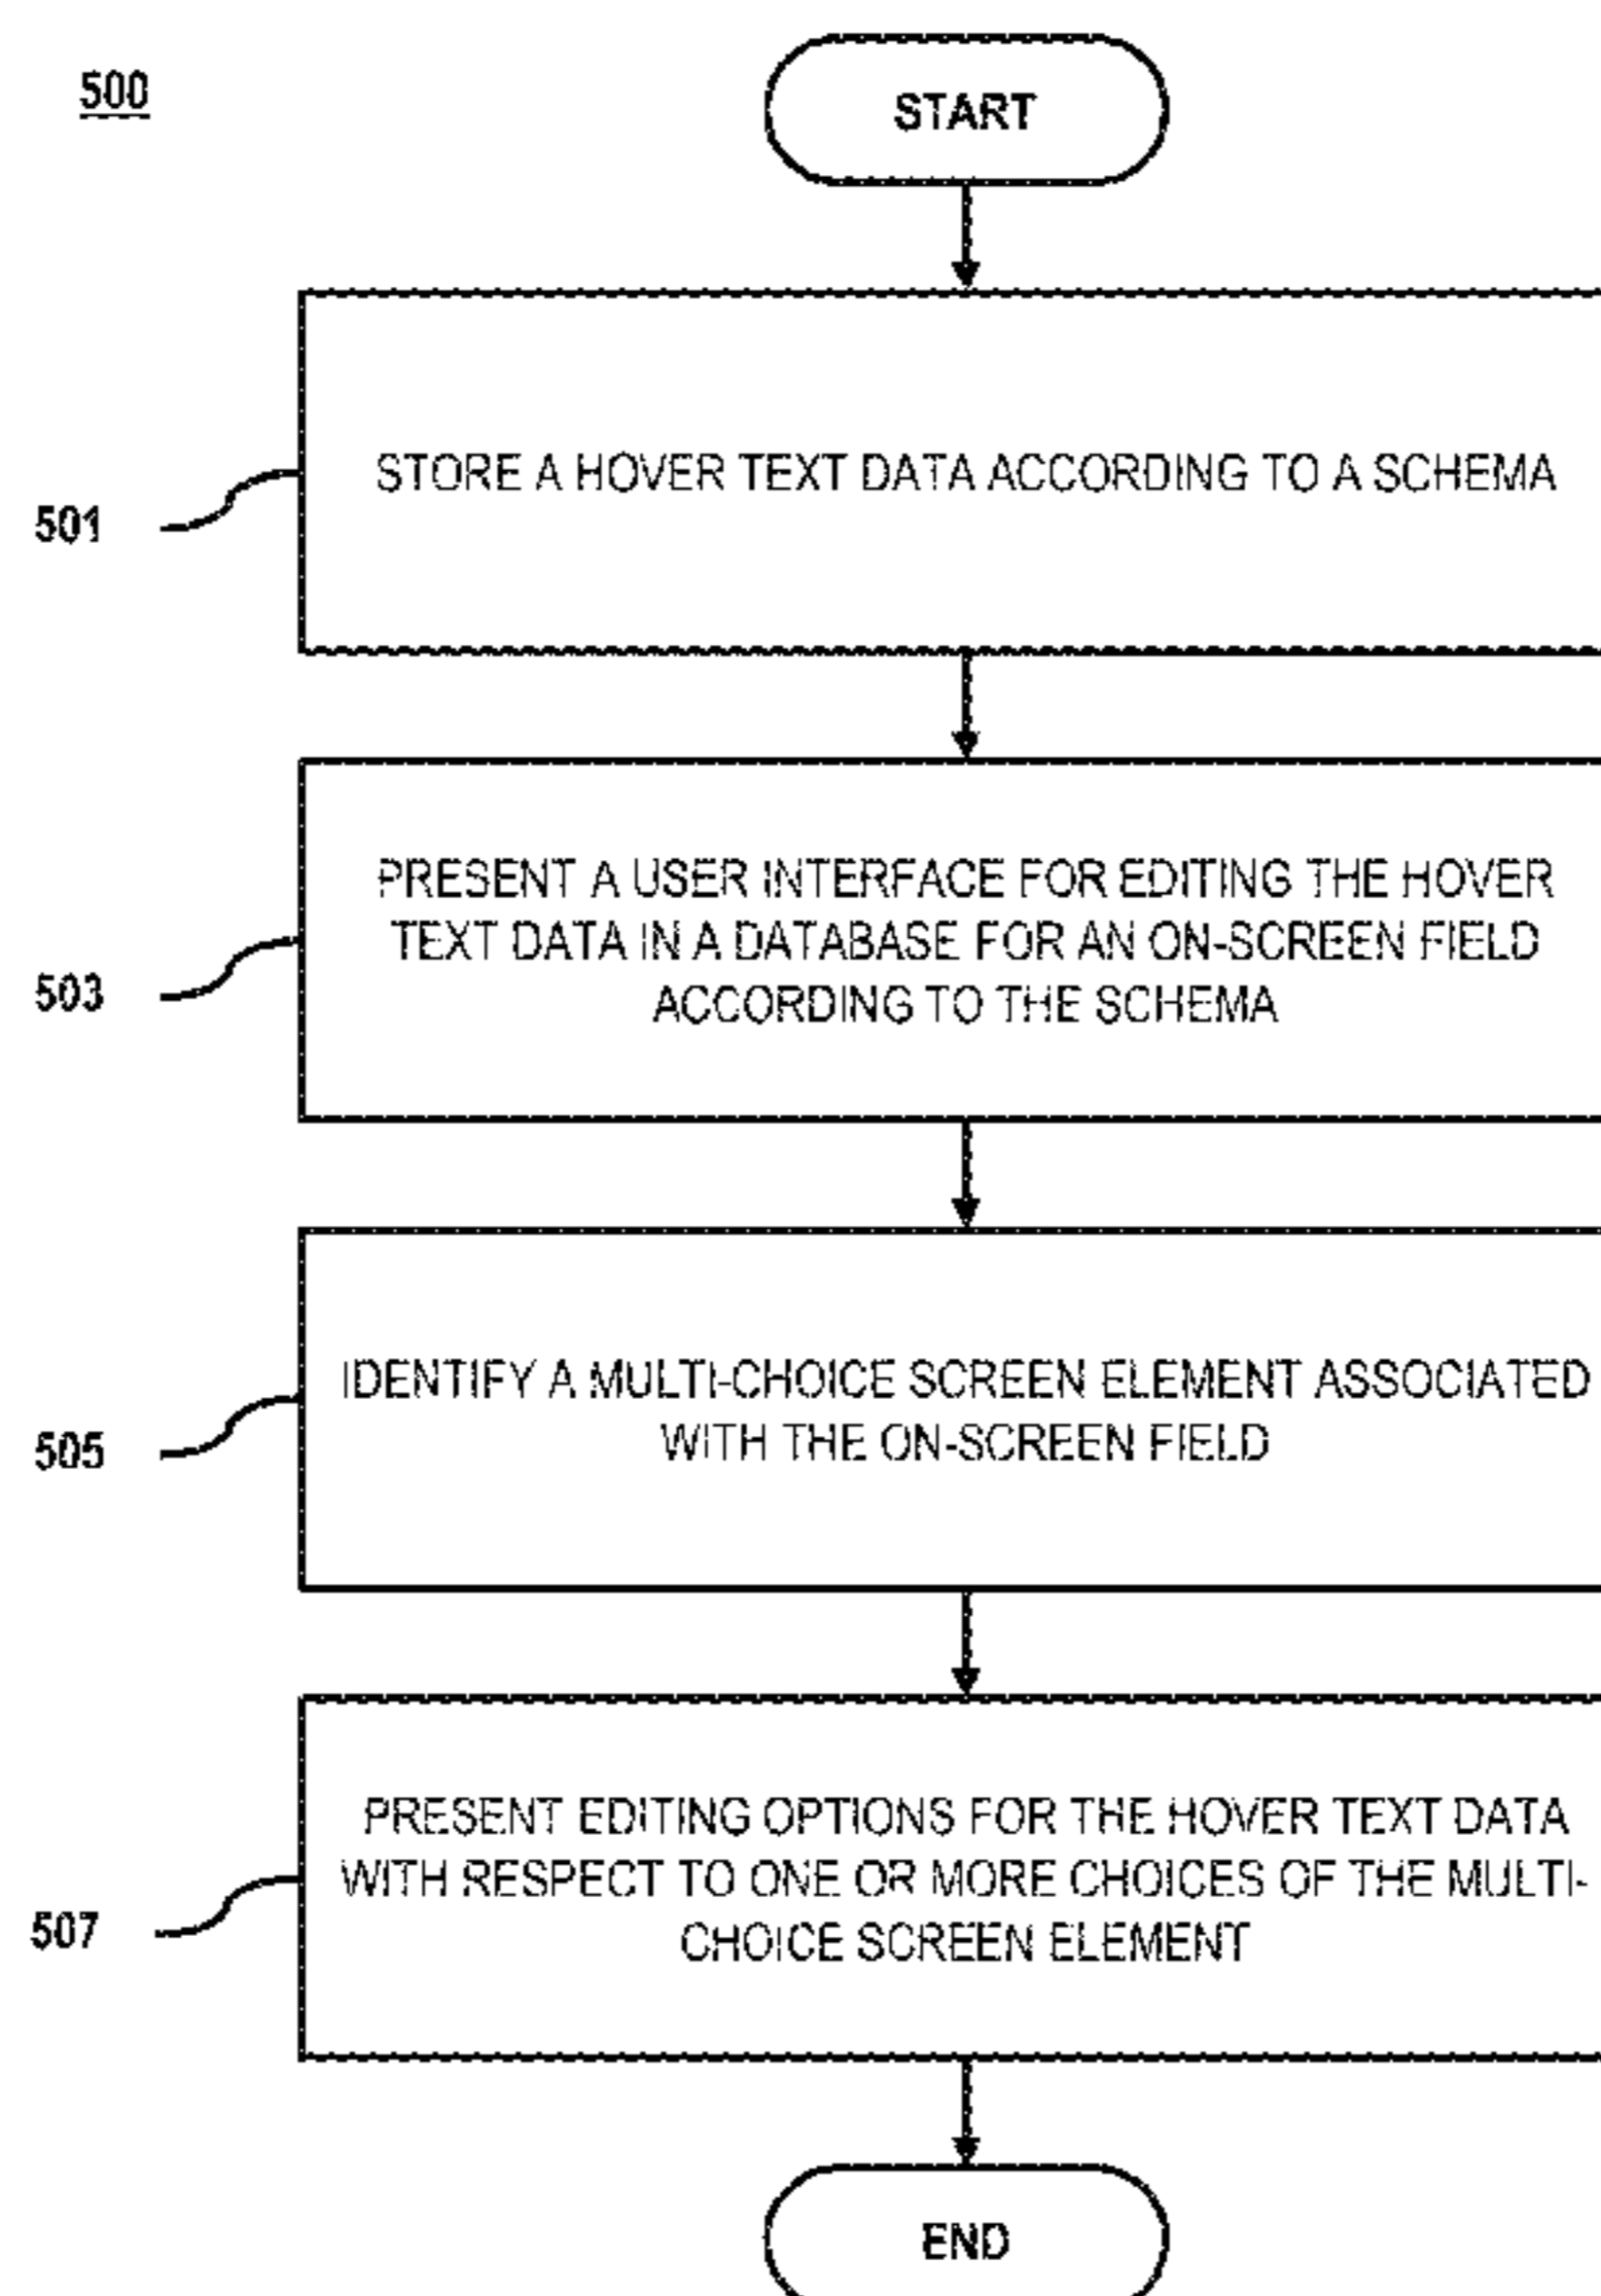 500
START
STORE A HOVER TEXT DATA ACCORDING TO A SCHEMA
501
PRESENT A USER INTERFACE FOR EDITING THE HOVER
TEXT DATA IN A DATABASE FOR AN ON-SCREEN FIELD
ACCORDING TO THE SCHEMA
503
IDENTIFY A MULTI-CHOICE SCREEN ELEMENT ASSOCIATED
WITH THE ON-SCREEN FIELD
505
PRESENT EDITING OPTIONS FOR THE HOVER TEXT DATA
WITH RESPECT TO ONE OR MORE CHOICES OF THE MULTI-
CHOICE SCREEN ELEMENT
507
END